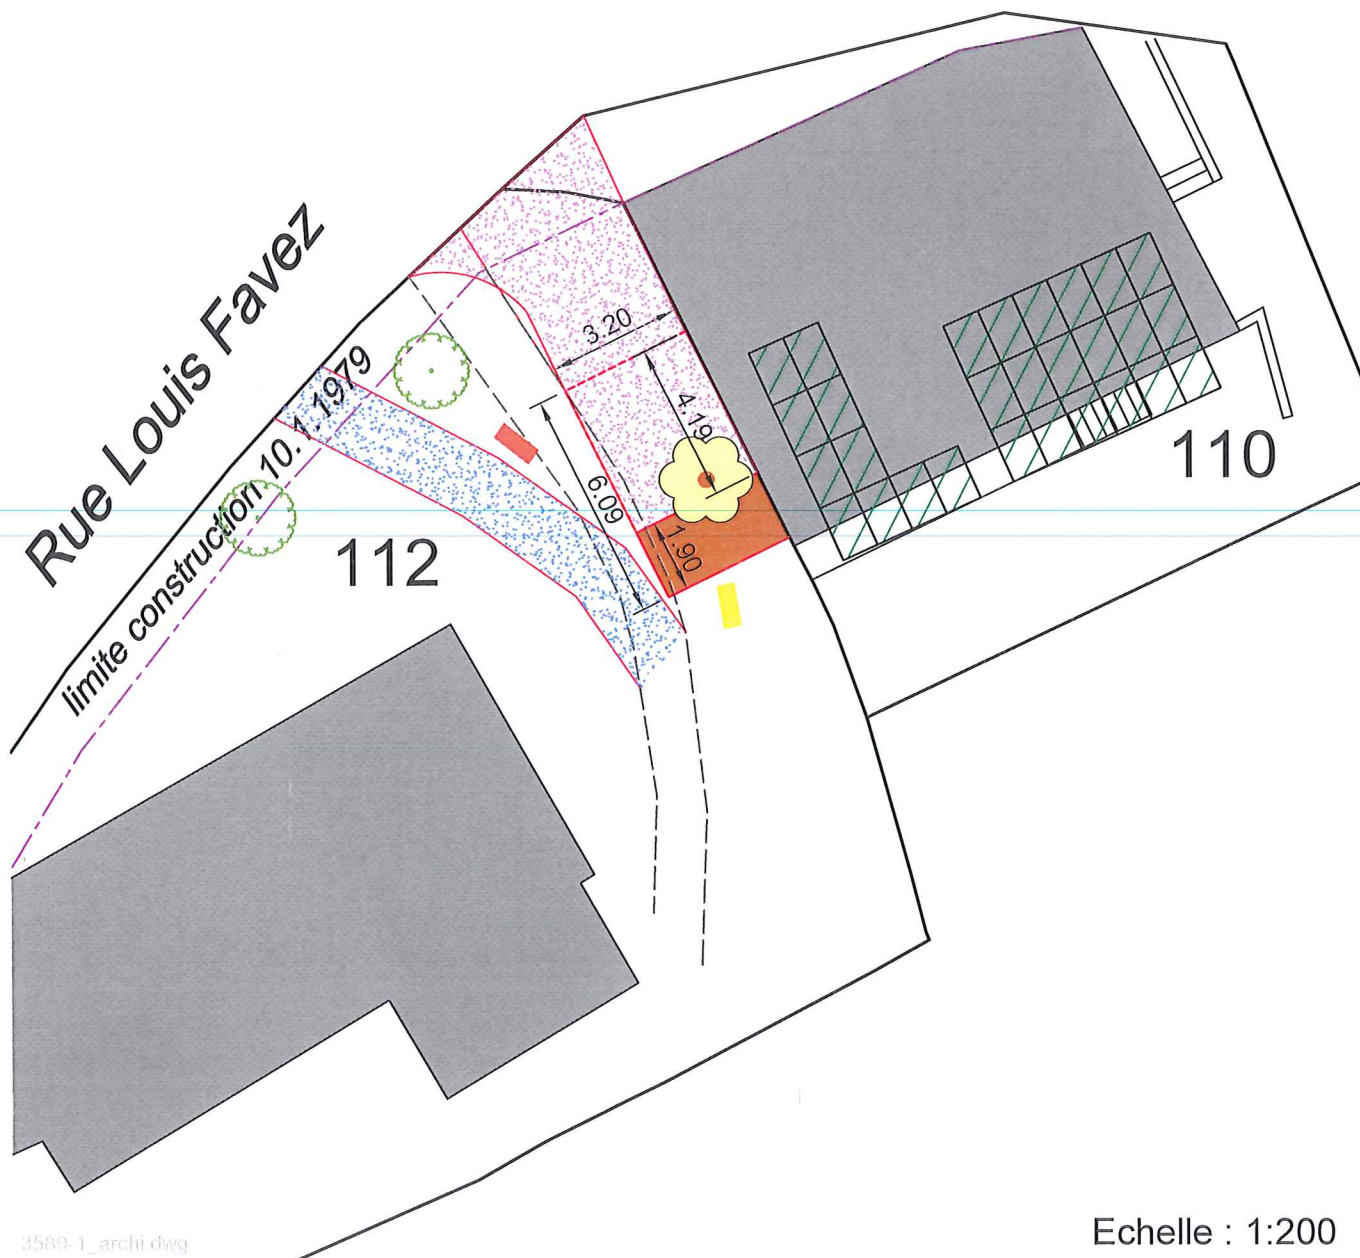 Rue Louis Favez
limite construction 10.1.1979
3.20
4.19
6.09
1.90
110
112
3589-1_archi.dwg
Echelle : 1:200